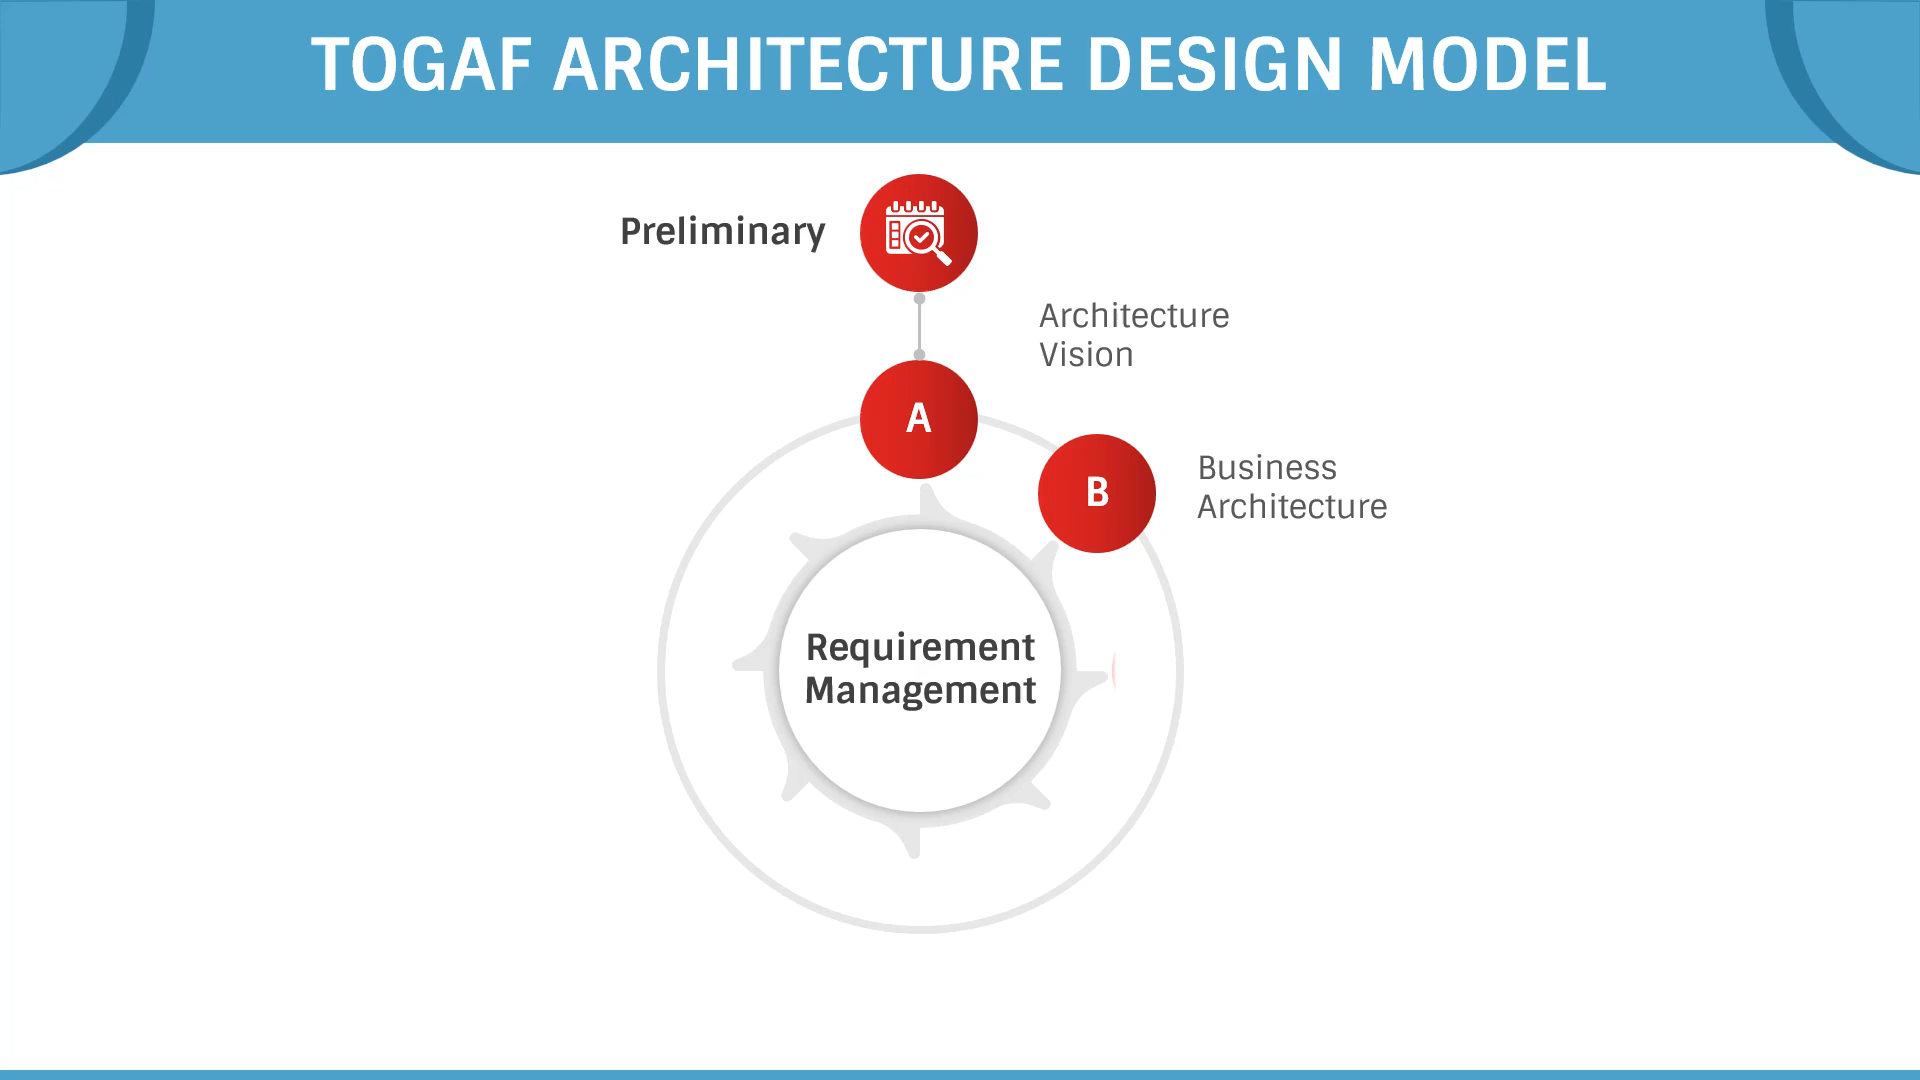 TOGAF ARCHITECTURE DESIGN MODEL
Preliminary
Architecture
Vision
A
B
Business
Architecture
Requirement
Management